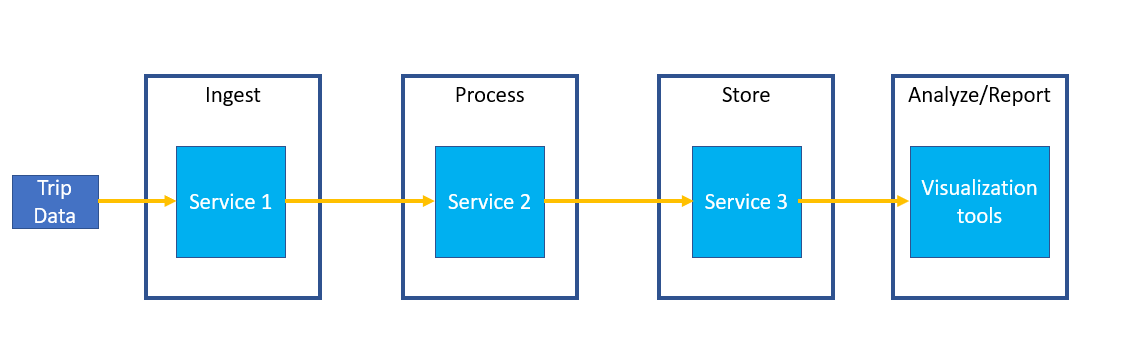 Ingest
Process
Store
Analyze/Report
Trip
Data
Service 1
Service 2
Service 3
Visualization
tools